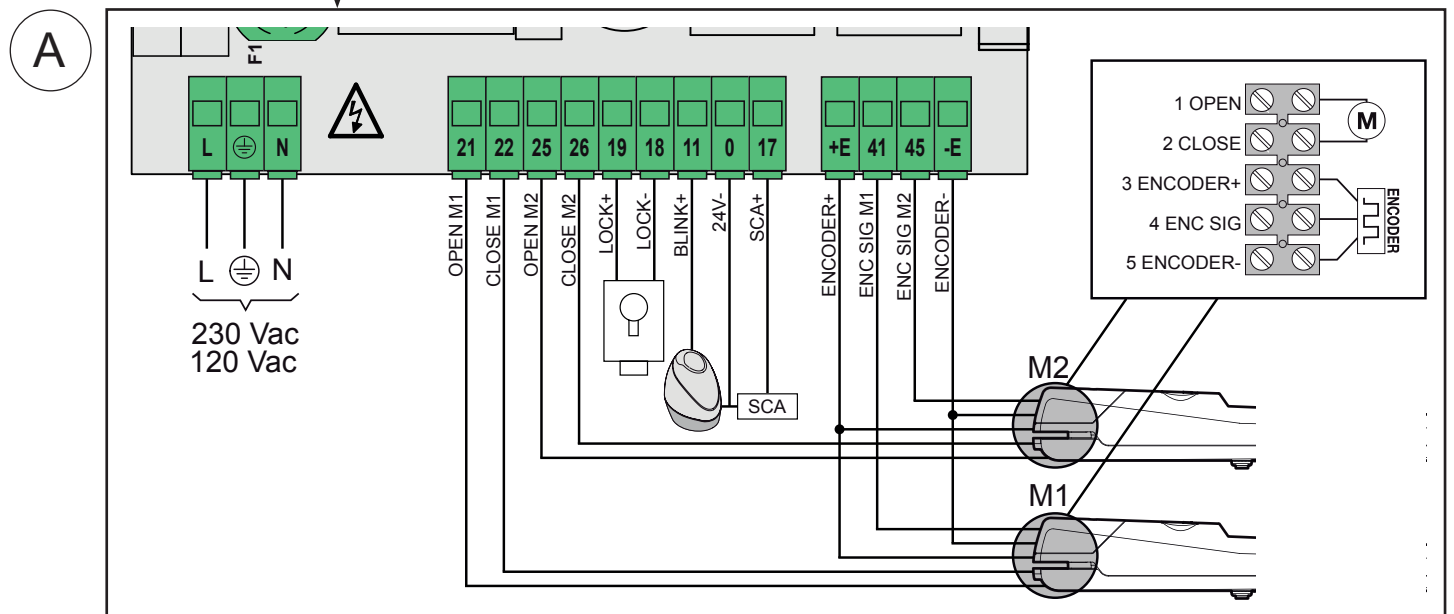 A
F1
L N
21 22 25 26 19 18 11 0 17
+E 41 45 -E
OPEN M1
CLOSE M1
OPEN M2
CLOSE M2
LOCK+
LOCK-
BLINK+
24V-
SCA+
ENCODER+
ENC SIG M1
ENC SIG M2
ENCODER-
L N
230 Vac
120 Vac
SCA
1 OPEN
2 CLOSE
3 ENCODER+
4 ENC SIG
5 ENCODER-
M
ENCODER
M2
M1